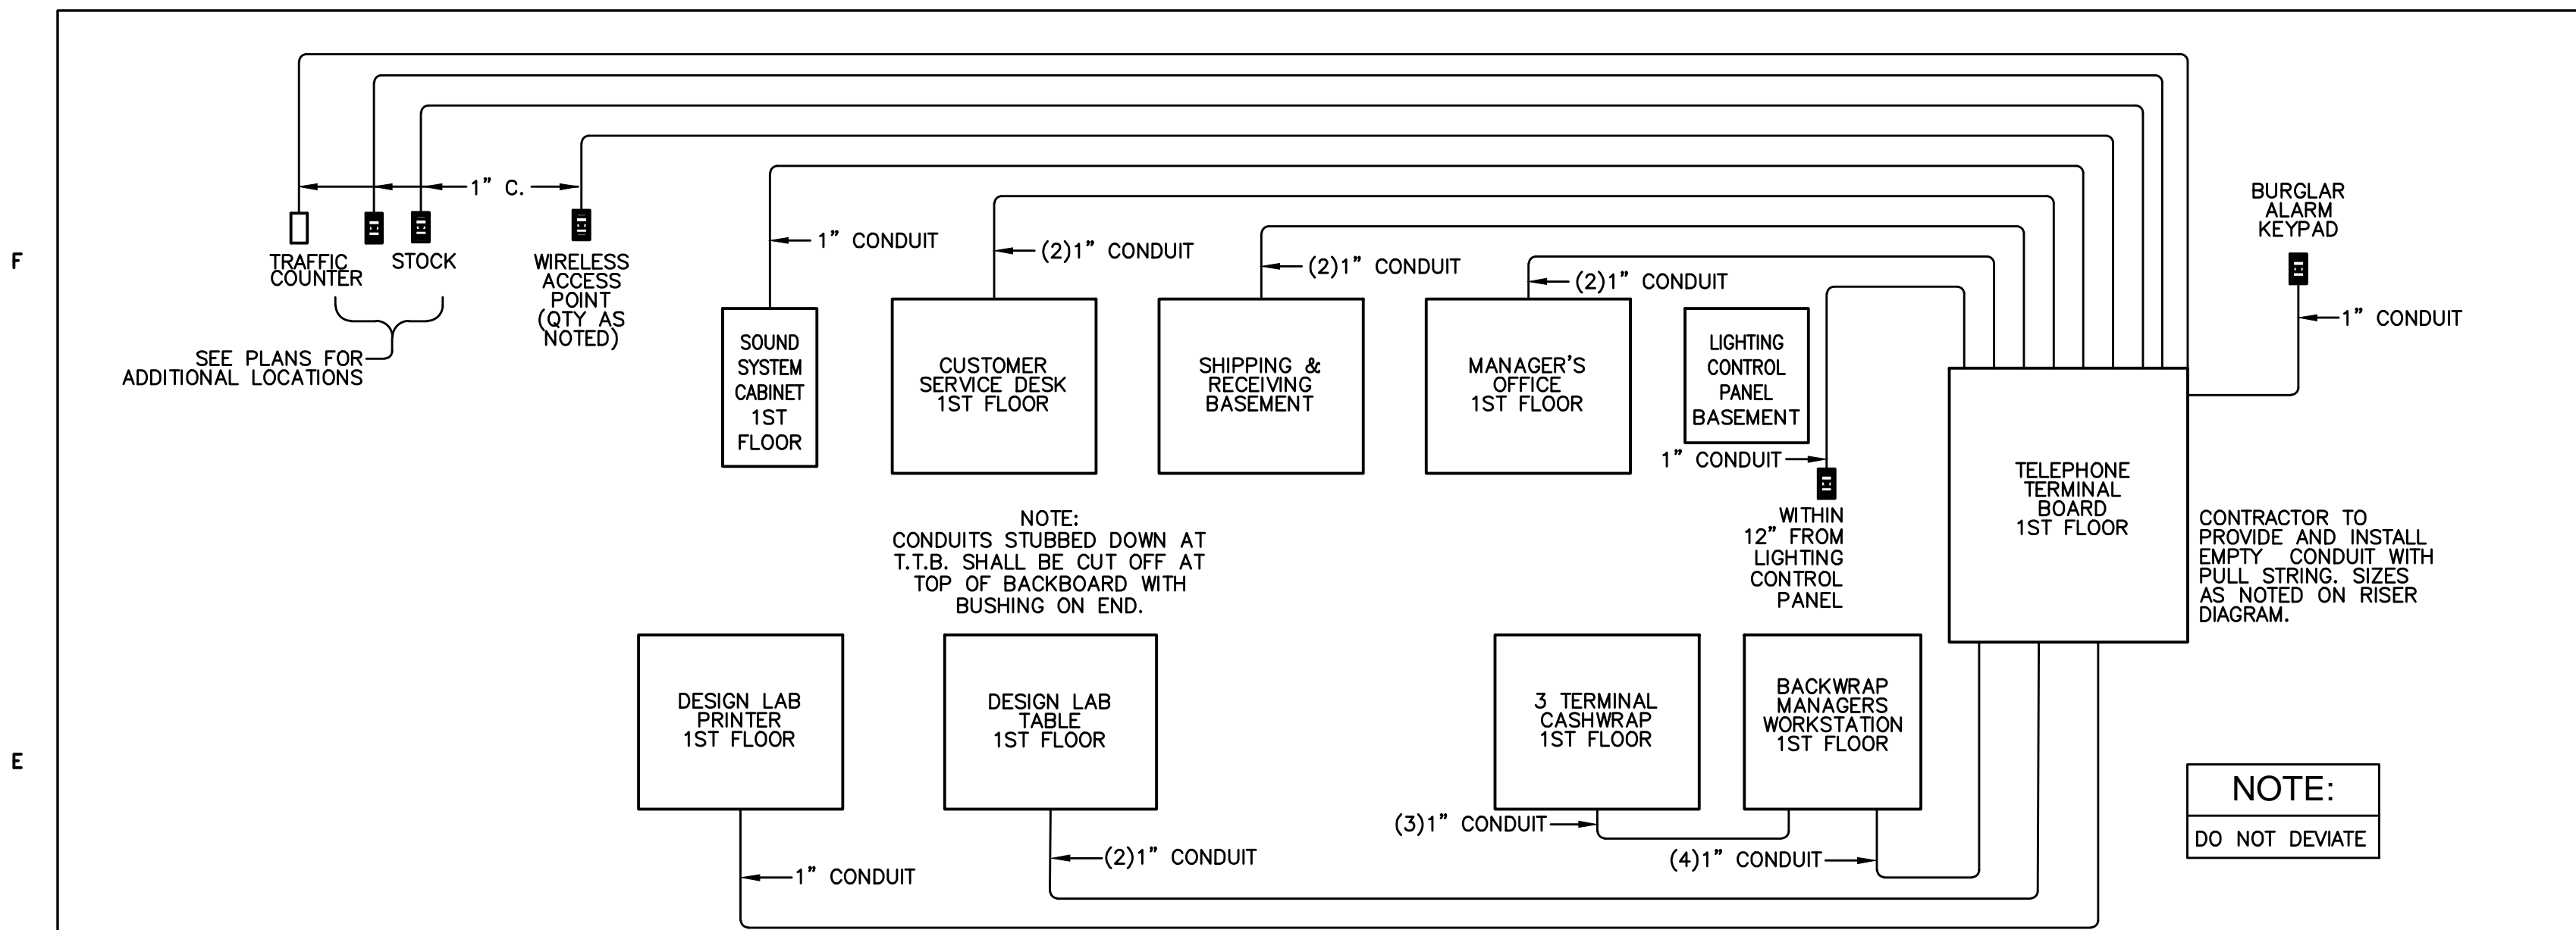 1” C.
TRAFFIC
COUNTER
STOCK
WIRELESS
ACCESS
POINT
(QTY AS
NOTED)
SEE PLANS FOR
ADDITIONAL LOCATIONS
1” CONDUIT
(2)1” CONDUIT
(2)1” CONDUIT
(2)1” CONDUIT
BURGLAR
ALARM
KEYPAD
1” CONDUIT
F
SOUND
SYSTEM
CABINET
1ST
FLOOR
CUSTOMER
SERVICE DESK
1ST FLOOR
SHIPPING &
RECEIVING
BASEMENT
MANAGER’S
OFFICE
1ST FLOOR
LIGHTING
CONTROL
PANEL
BASEMENT
1” CONDUIT
WITHIN
12” FROM
LIGHTING
CONTROL
PANEL
TELEPHONE
TERMINAL
BOARD
1ST FLOOR
CONTRACTOR TO
PROVIDE AND INSTALL
EMPTY CONDUIT WITH
PULL STRING. SIZES
AS NOTED ON RISER
DIAGRAM.
NOTE:
CONDUITS STUBBED DOWN AT
T.T.B. SHALL BE CUT OFF AT
TOP OF BACKBOARD WITH
BUSHING ON END.
E
DESIGN LAB
PRINTER
1ST FLOOR
DESIGN LAB
TABLE
1ST FLOOR
3 TERMINAL
CASHWRAP
1ST FLOOR
BACKWRAP
MANAGERS
WORKSTATION
1ST FLOOR
(3)1” CONDUIT
(4)1” CONDUIT
(2)1” CONDUIT
1” CONDUIT
NOTE:
DO NOT DEVIATE